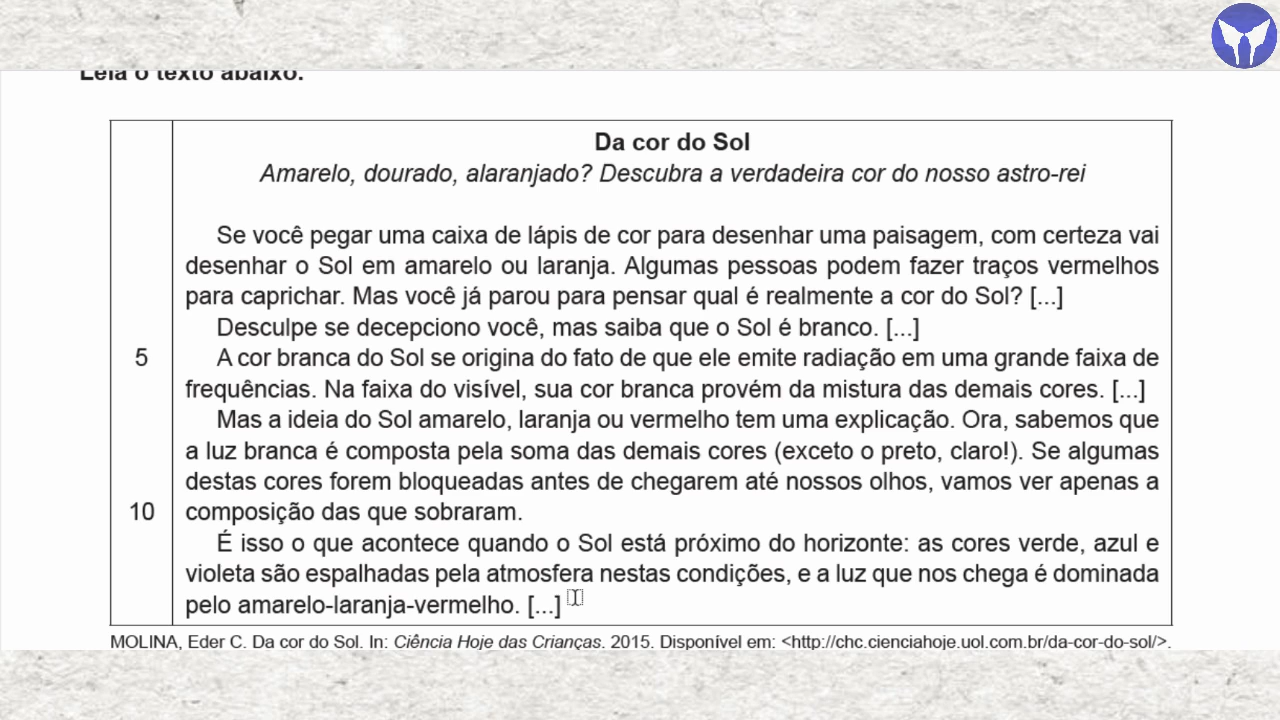 Leia o texto abaixo.
Da cor do Sol
Amarelo, dourado, alaranjado? Descubra a verdadeira cor do nosso astro-rei
Se você pegar uma caixa de lápis de cor para desenhar uma paisagem, com certeza vai
desenhar o Sol em amarelo ou laranja. Algumas pessoas podem fazer traços vermelhos
para caprichar. Mas você já parou para pensar qual é realmente a cor do Sol? [...]
Desculpe se decepciono você, mas saiba que o Sol é branco. [...]
5 A cor branca do Sol se origina do fato de que ele emite radiação em uma grande faixa de
frequências. Na faixa do visível, sua cor branca provém da mistura das demais cores. [...]
Mas a ideia do Sol amarelo, laranja ou vermelho tem uma explicação. Ora, sabemos que
a luz branca é composta pela soma das demais cores (exceto o preto, claro!). Se algumas
destas cores forem bloqueadas antes de chegarem até nossos olhos, vamos ver apenas a
10 composição das que sobraram.
É isso o que acontece quando o Sol está próximo do horizonte: as cores verde, azul e
violeta são espalhadas pela atmosfera nestas condições, e a luz que nos chega é dominada
pelo amarelo-laranja-vermelho. [...]
MOLINA, Eder C. Da cor do Sol. In: Ciência Hoje das Crianças. 2015. Disponível em: <http://chc.cienciahoje.uol.com.br/da-cor-do-sol/>.